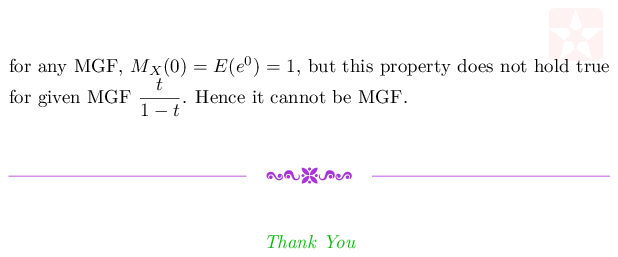 for any MGF, $M_X(0) = E(e^0) = 1$, but this property does not hold true
for given MGF $\dfrac{t}{1-t}$. Hence it cannot be MGF.
Thank You